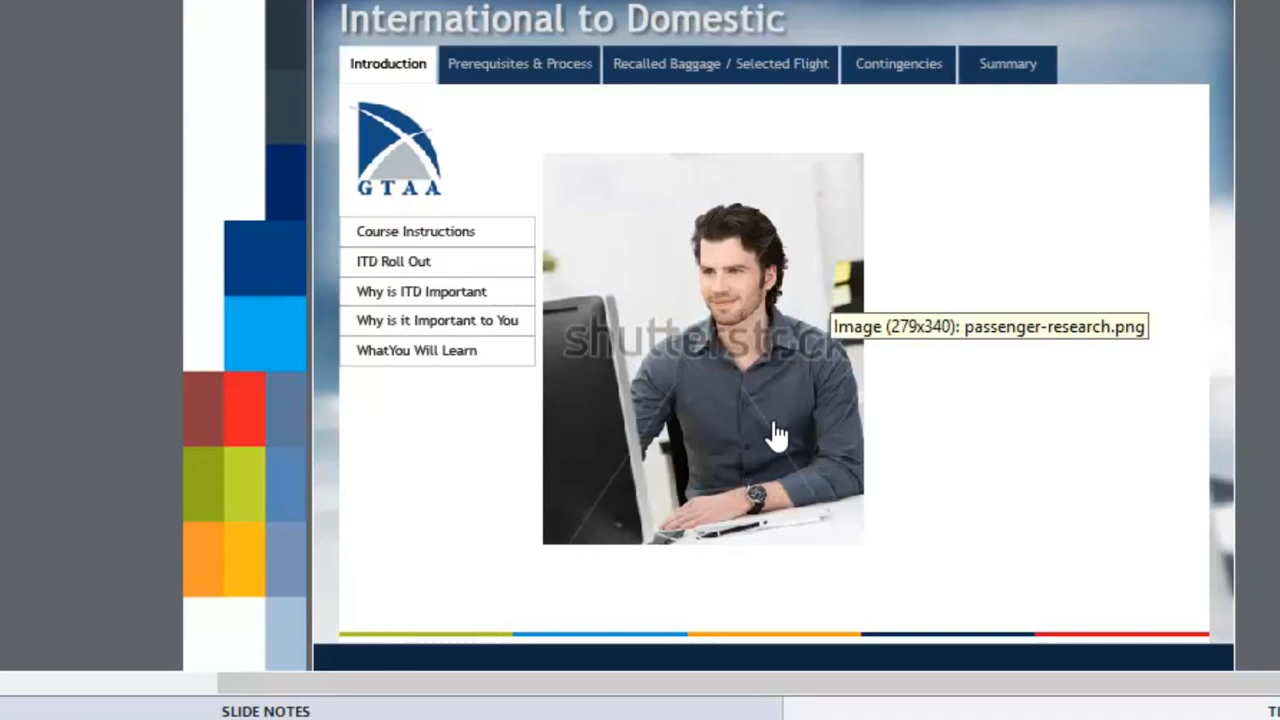 International to Domestic
Introduction
Prerequisites & Process
Recalled Baggage / Selected Flight
Contingencies
Summary
GTAA
Course Instructions
ITD Roll Out
Why is ITD Important
Why is it Important to You
WhatYou Will Learn
shutterstock
Image (279x340): passenger-research.png
SLIDE NOTES